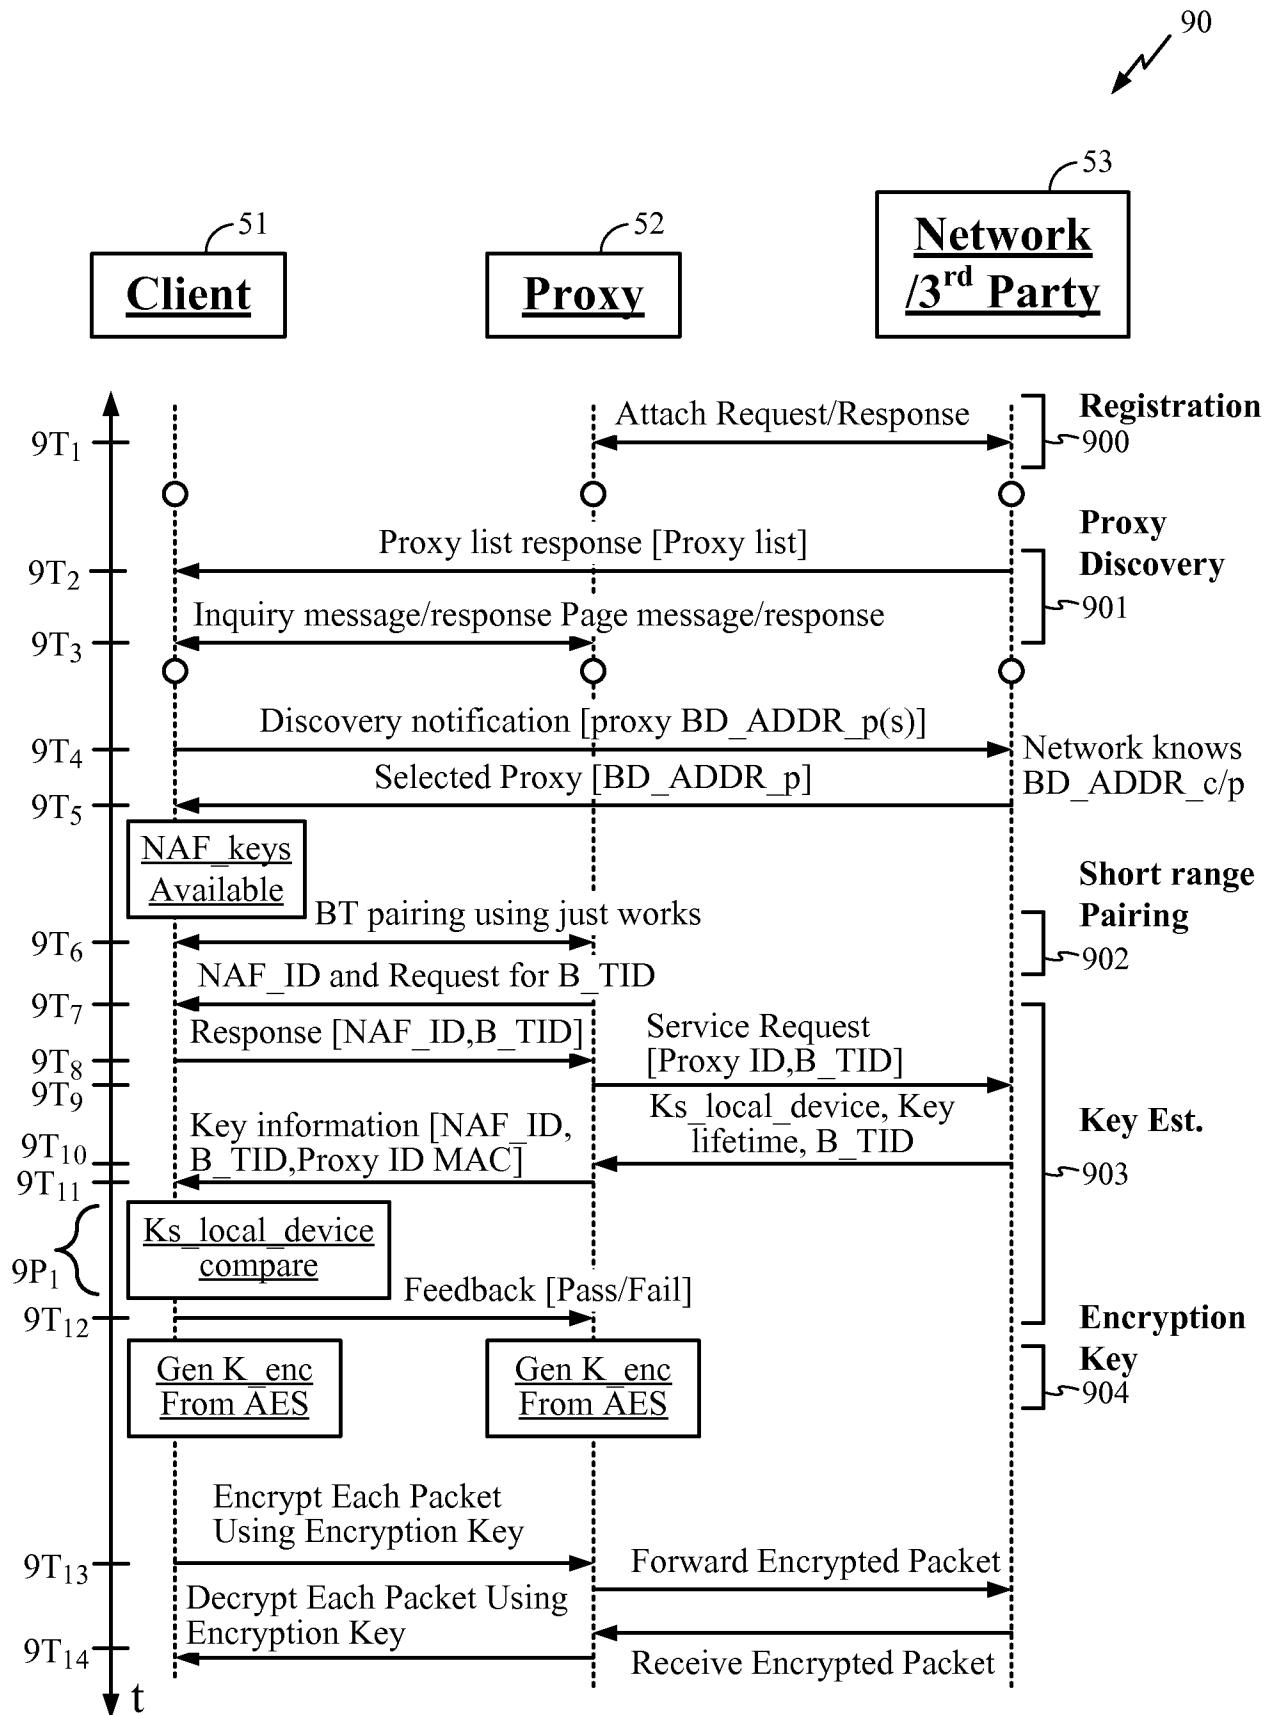 90
53
51
52
Network
/3rd Party
Client
Proxy
Registration
Attach Request/Response
9T1
900
Proxy
Proxy list response [Proxy list]
Discovery
9T2
901
Inquiry message/response Page message/response
9T3
Discovery notification [proxy BD_ADDR_p(s)]
9T4
Network knows
BD_ADDR_c/p
Selected Proxy [BD_ADDR_p]
9T5
NAF_keys
Available
Short range
Pairing
BT pairing using just works
9T6
902
NAF_ID and Request for B_TID
9T7
Response [NAF_ID,B_TID]
9T8
Service Request
[Proxy ID,B_TID]
9T9
Ks_local_device, Key
lifetime, B_TID
Key Est.
903
Key information [NAF_ID,
B_TID,Proxy ID MAC]
9T10
9T11
Ks_local_device
compare
9P1
Feedback [Pass/Fail]
9T12
Encryption
Key
904
Gen K_enc
From AES
Gen K_enc
From AES
Encrypt Each Packet
Using Encryption Key
9T13
Forward Encrypted Packet
Decrypt Each Packet Using
Encryption Key
9T14
Receive Encrypted Packet
t